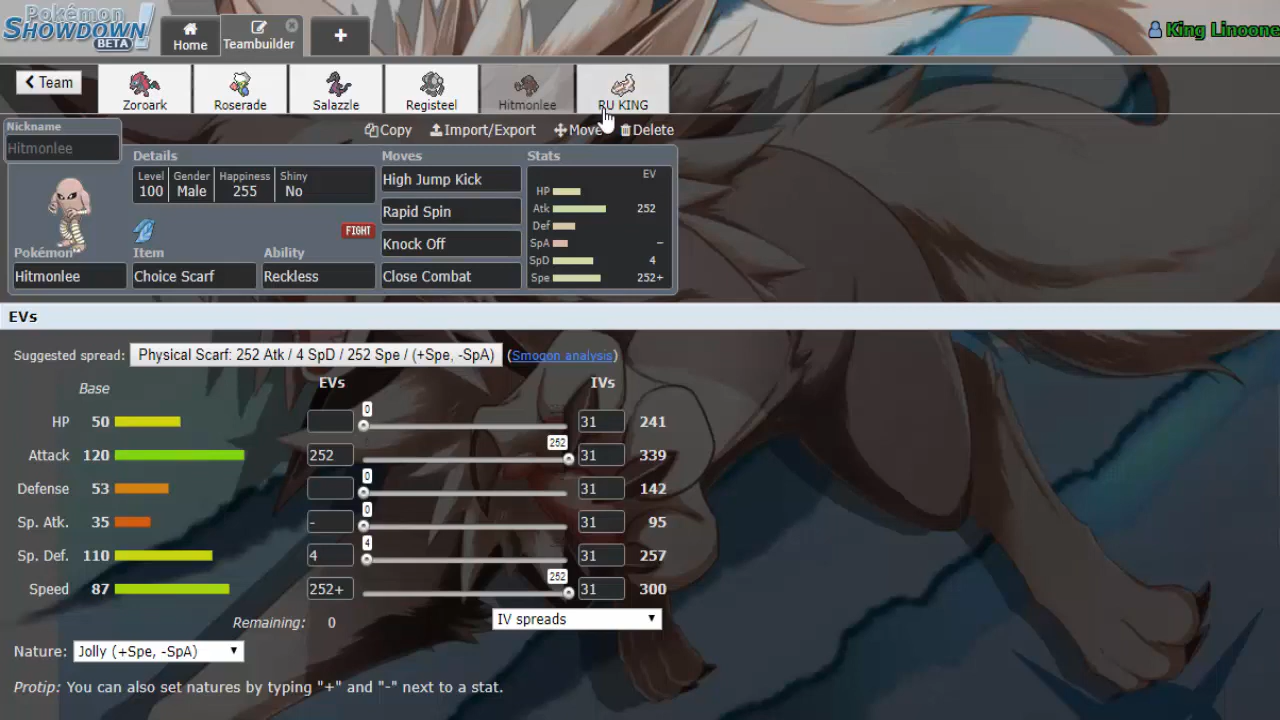 Pokémon
SHOWDOWN!
BETA
Home
Teambuilder
+
King Linoone
Team
Zoroark
Roserade
Salazzle
Registeel
Hitmonlee
RU KING
Copy
Import/Export
Move
Delete
Nickname
Hitmonlee
Details
Level
100
Gender
Male
Happiness
255
Shiny
No
FIGHT
Pokémon
Hitmonlee
Item
Choice Scarf
Ability
Reckless
Moves
High Jump Kick
Rapid Spin
Knock Off
Close Combat
Stats
EV
HP
Atk 252
Def
SpA –
SpD 4
Spe 252+
EVs
Suggested spread: Physical Scarf: 252 Atk / 4 SpD / 252 Spe / (+Spe, -SpA) (Smogon analysis)
Base EVs IVs
HP 50 0 31 241
Attack 120 252 252 31 339
Defense 53 0 31 142
Sp. Atk. 35 - 0 31 95
Sp. Def. 110 4 4 31 257
Speed 87 252+ 252 31 300
Remaining: 0 IV spreads
Nature: Jolly (+Spe, -SpA)
Protip: You can also set natures by typing "+" and "-" next to a stat.